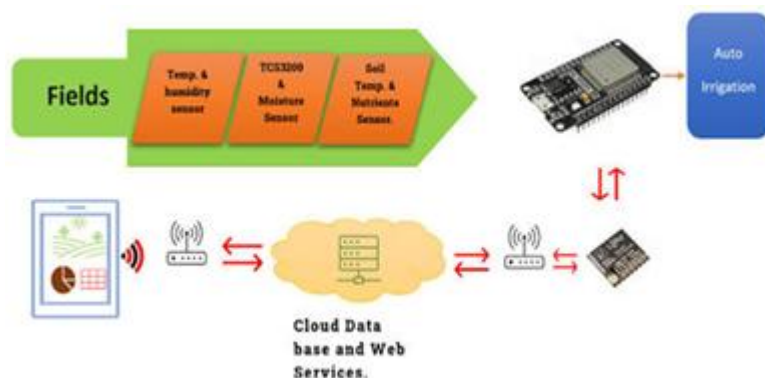 Fields
Temp. &
humidity
sensor
TCS3200
&
Moisture
Sensor
Soil
Temp. &
Nutrients
Sensor.
Auto
Irrigation
Cloud Data
base and Web
Services.